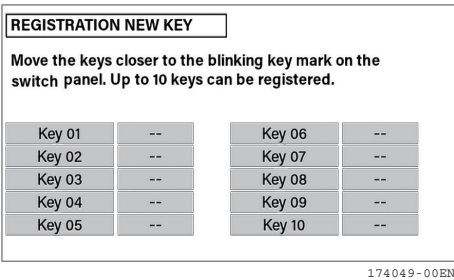 REGISTRATION NEW KEY
Move the keys closer to the blinking key mark on the
switch panel. Up to 10 keys can be registered.
Key 01 -- Key 06 --
Key 02 -- Key 07 --
Key 03 -- Key 08 --
Key 04 -- Key 09 --
Key 05 -- Key 10 --
174049-00EN